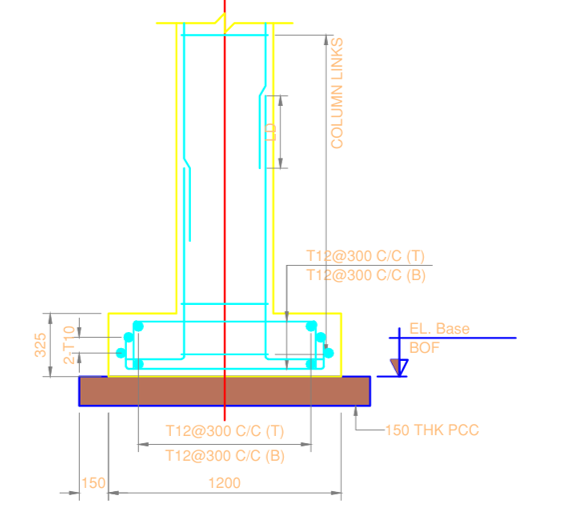 COLUMN LINKS
LD
T12@300 C/C (T)
T12@300 C/C (B)
EL. Base
BOF
325
2-T10
T12@300 C/C (T)
T12@300 C/C (B)
150 THK PCC
150
1200